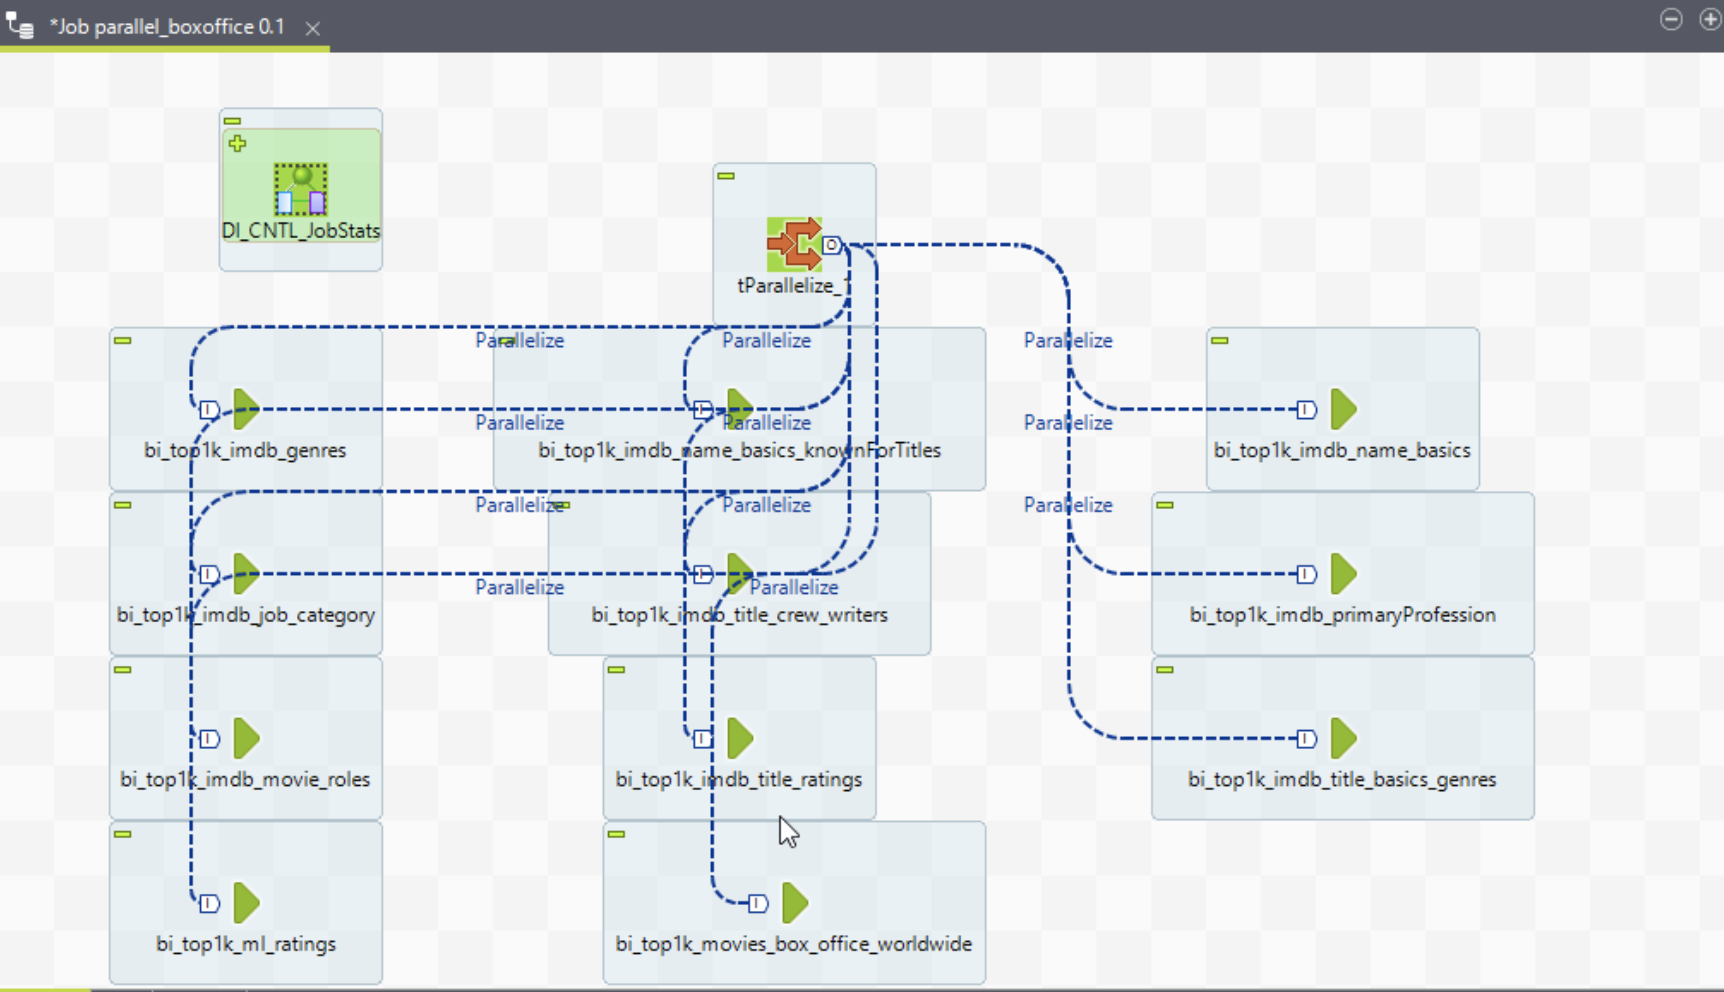 *Job parallel_boxoffice 0.1
DI_CNTL_JobStats
tParallelize_1
Parallelize
Parallelize
Parallelize
Parallelize
Parallelize
Parallelize
bi_top1k_imdb_genres
bi_top1k_imdb_name_basics_knownForTitles
bi_top1k_imdb_name_basics
Parallelize
Parallelize
Parallelize
Parallelize
Parallelize
bi_top1k_imdb_job_category
bi_top1k_imdb_title_crew_writers
bi_top1k_imdb_primaryProfession
bi_top1k_imdb_movie_roles
bi_top1k_imdb_title_ratings
bi_top1k_imdb_title_basics_genres
bi_top1k_ml_ratings
bi_top1k_movies_box_office_worldwide